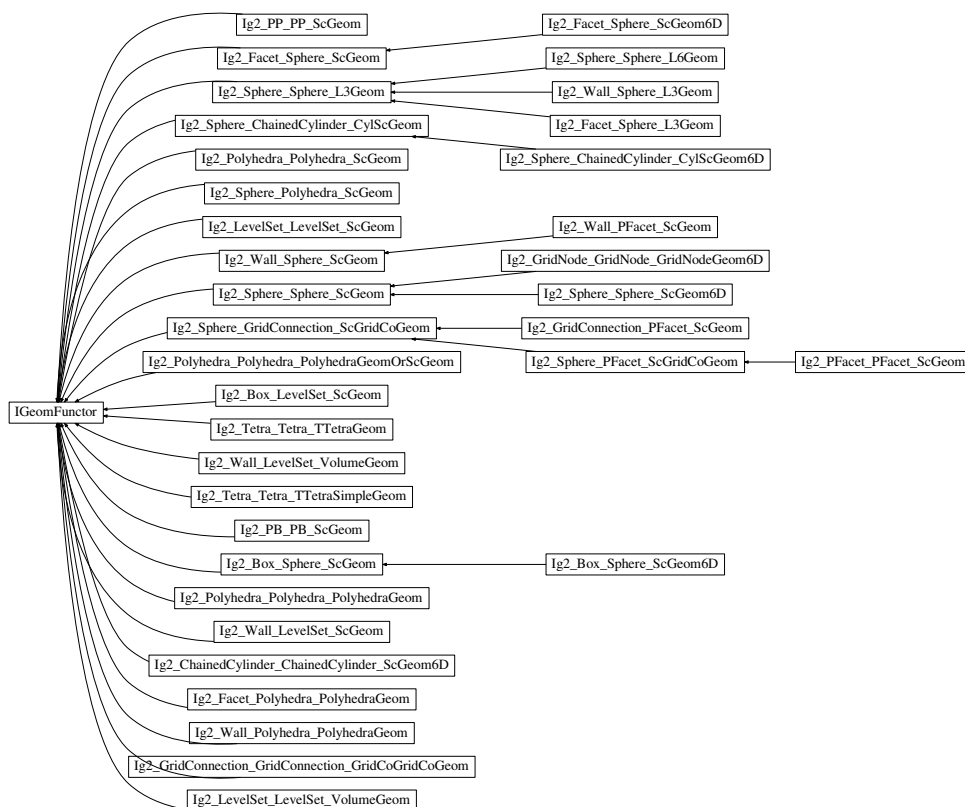 Ig2_PP_PP_ScGeom
Ig2_Facet_Sphere_ScGeom6D
Ig2_Facet_Sphere_ScGeom
Ig2_Sphere_Sphere_L6Geom
Ig2_Sphere_Sphere_L3Geom
Ig2_Wall_Sphere_L3Geom
Ig2_Facet_Sphere_L3Geom
Ig2_Sphere_ChainedCylinder_CylScGeom
Ig2_Sphere_ChainedCylinder_CylScGeom6D
Ig2_Polyhedra_Polyhedra_ScGeom
Ig2_Sphere_Polyhedra_ScGeom
Ig2_LevelSet_LevelSet_ScGeom
Ig2_Wall_PFacet_ScGeom
Ig2_Wall_Sphere_ScGeom
Ig2_GridNode_GridNode_GridNodeGeom6D
Ig2_Sphere_Sphere_ScGeom
Ig2_Sphere_Sphere_ScGeom6D
Ig2_Sphere_GridConnection_ScGridCoGeom
Ig2_GridConnection_PFacet_ScGeom
Ig2_Polyhedra_Polyhedra_PolyhedraGeomOrScGeom
Ig2_Sphere_PFacet_ScGridCoGeom
Ig2_PFacet_PFacet_ScGeom
Ig2_Box_LevelSet_ScGeom
IGeomFunctor
Ig2_Tetra_Tetra_TTetraGeom
Ig2_Wall_LevelSet_VolumeGeom
Ig2_Tetra_Tetra_TTetraSimpleGeom
Ig2_PB_PB_ScGeom
Ig2_Box_Sphere_ScGeom
Ig2_Box_Sphere_ScGeom6D
Ig2_Polyhedra_Polyhedra_PolyhedraGeom
Ig2_Wall_LevelSet_ScGeom
Ig2_ChainedCylinder_ChainedCylinder_ScGeom6D
Ig2_Facet_Polyhedra_PolyhedraGeom
Ig2_Wall_Polyhedra_PolyhedraGeom
Ig2_GridConnection_GridConnection_GridCoGridCoGeom
Ig2_LevelSet_LevelSet_VolumeGeom